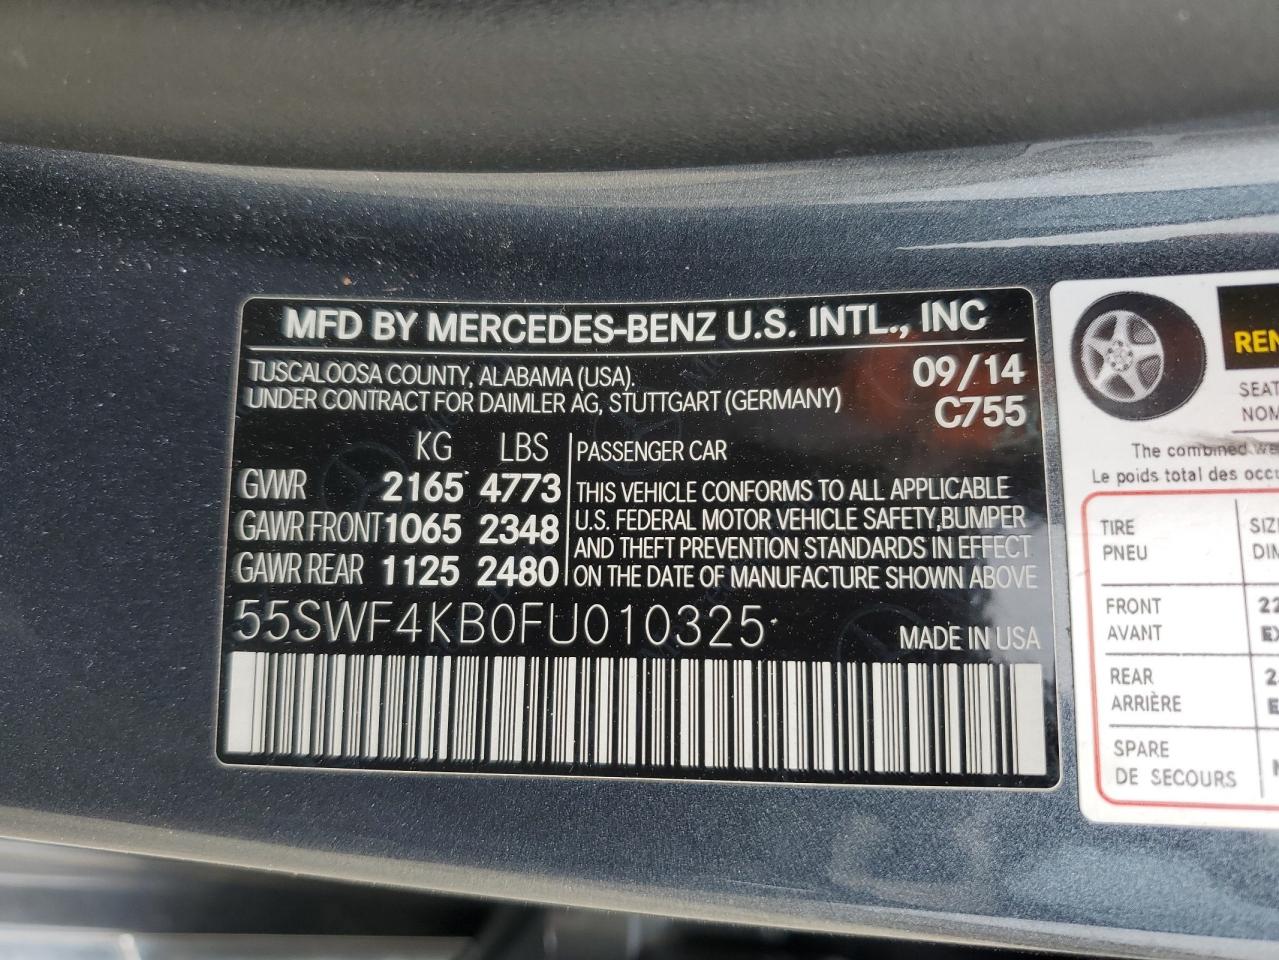 MFD BY MERCEDES-BENZ U.S. INTL., INC
TUSCALOOSA COUNTY, ALABAMA (USA). 09/14
UNDER CONTRACT FOR DAIMLER AG, STUTTGART (GERMANY) C755
KG LBS
GVWR 2165 4773
GAWR FRONT 1065 2348
GAWR REAR 1125 2480
PASSENGER CAR
THIS VEHICLE CONFORMS TO ALL APPLICABLE
U.S. FEDERAL MOTOR VEHICLE SAFETY,BUMPER
AND THEFT PREVENTION STANDARDS IN EFFECT
ON THE DATE OF MANUFACTURE SHOWN ABOVE
55SWF4KB0FU010325
MADE IN USA
The combined
Le poids total des
TIRE
PNEU
FRONT
AVANT
REAR
ARRIÈRE
SPARE
DE SECOURS